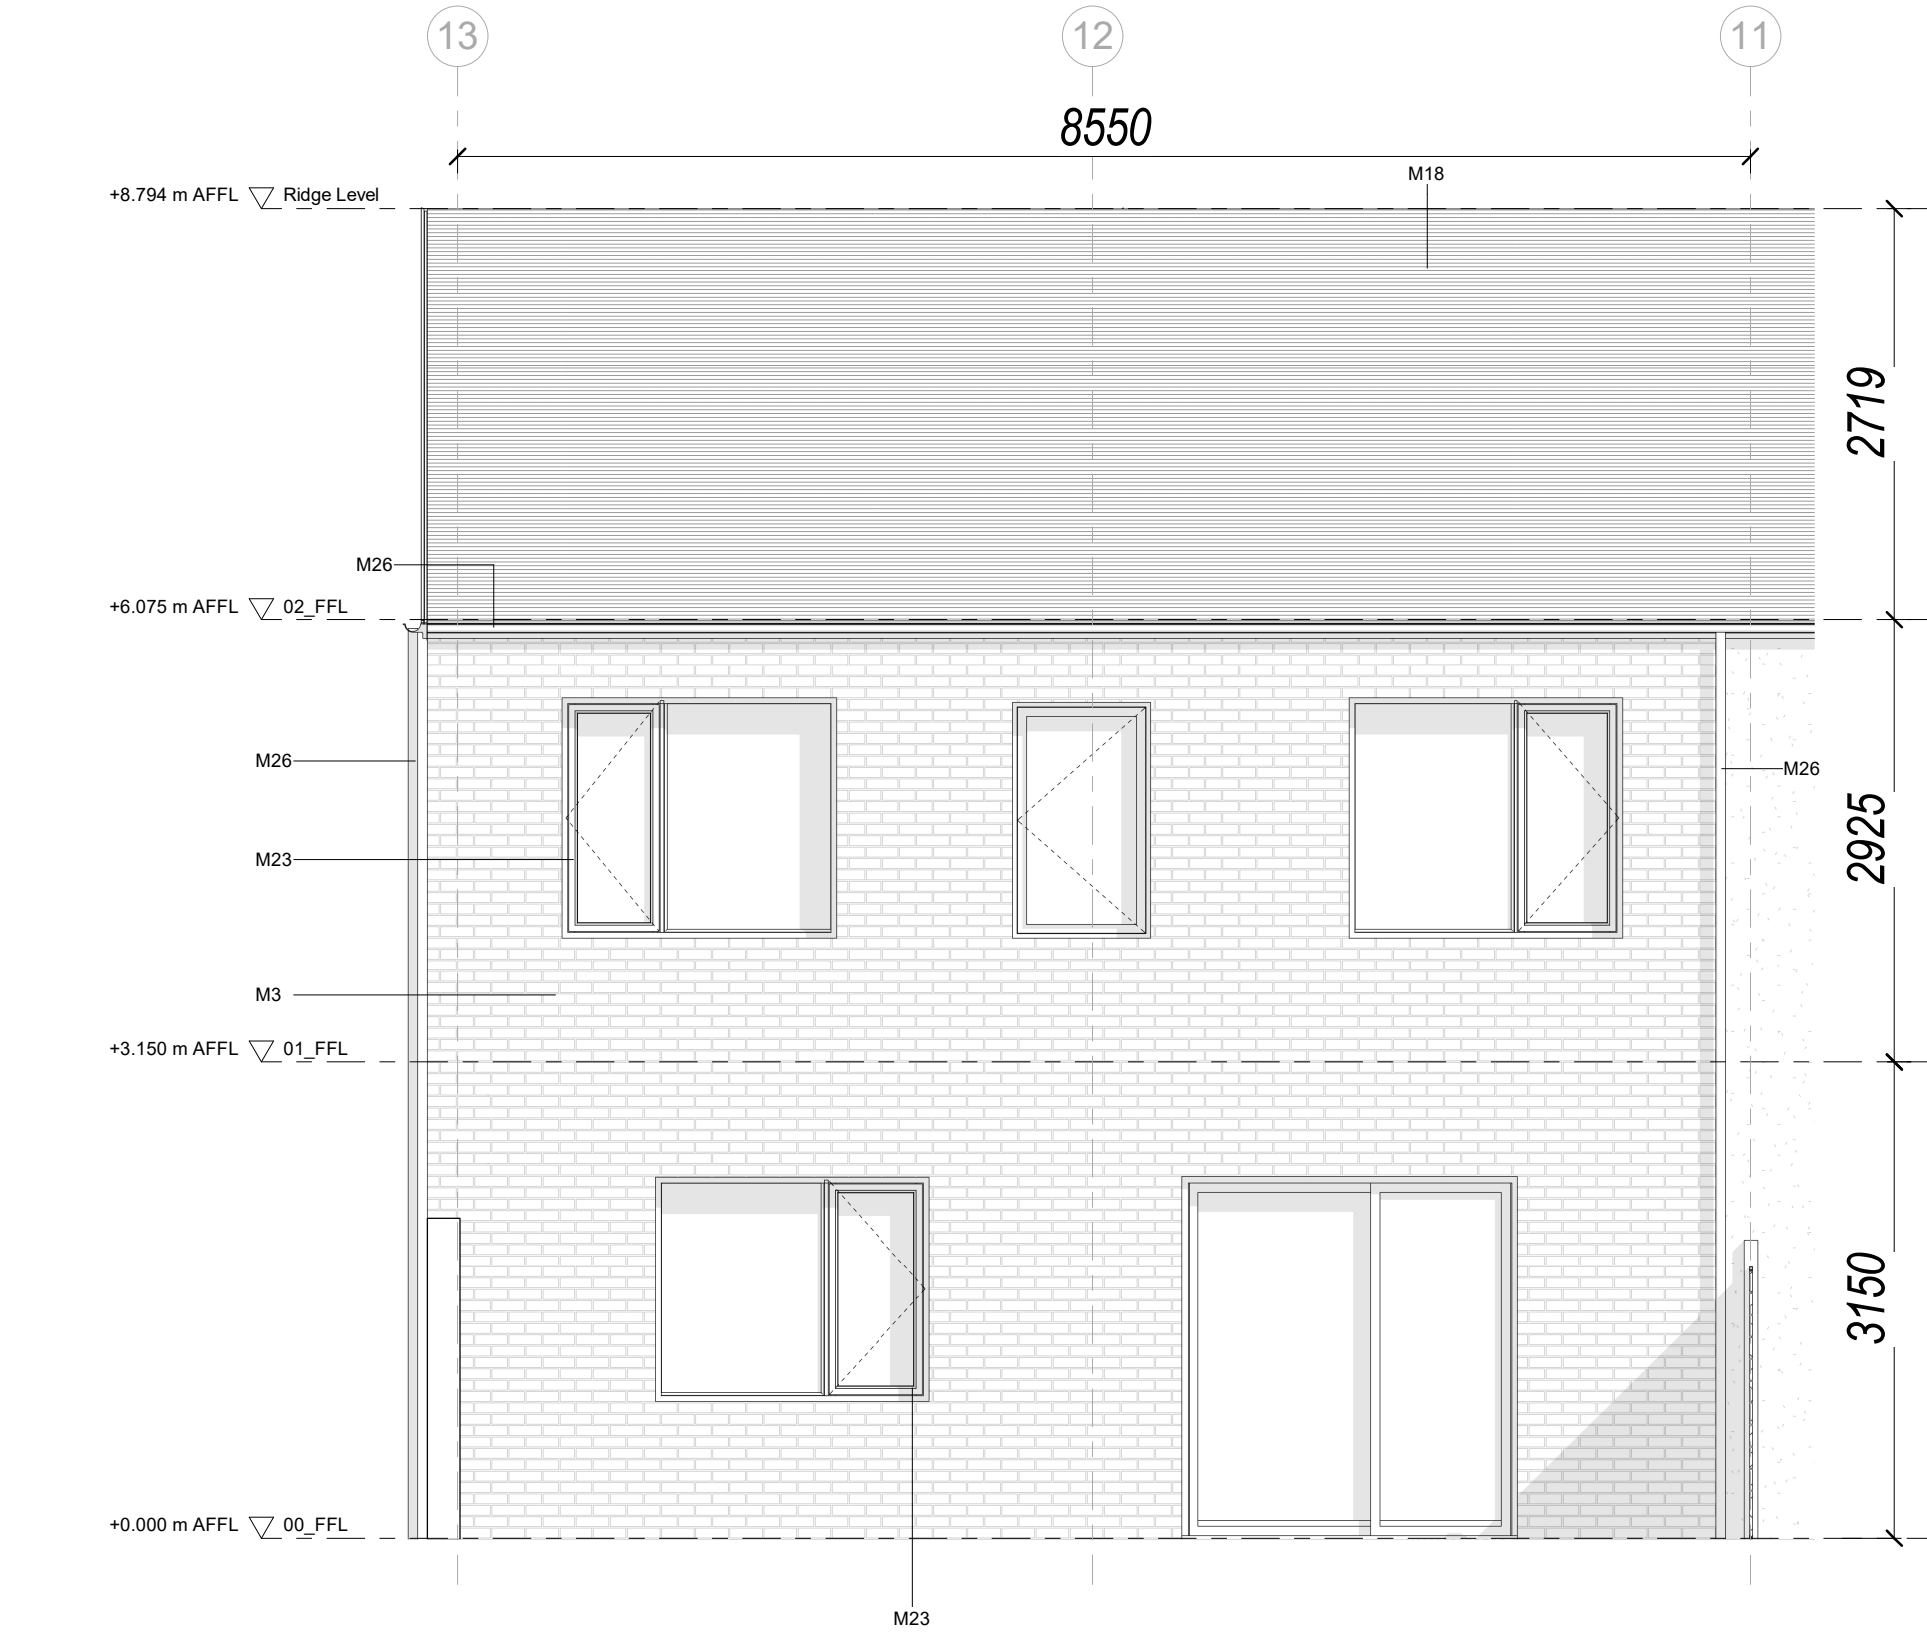 13
12
11
8550
M18
+8.794 m AFFL Ridge Level
2719
M26
+6.075 m AFFL 02_FFL
M26
M26
2925
M23
M3
+3.150 m AFFL 01_FFL
3150
+0.000 m AFFL 00_FFL
M23